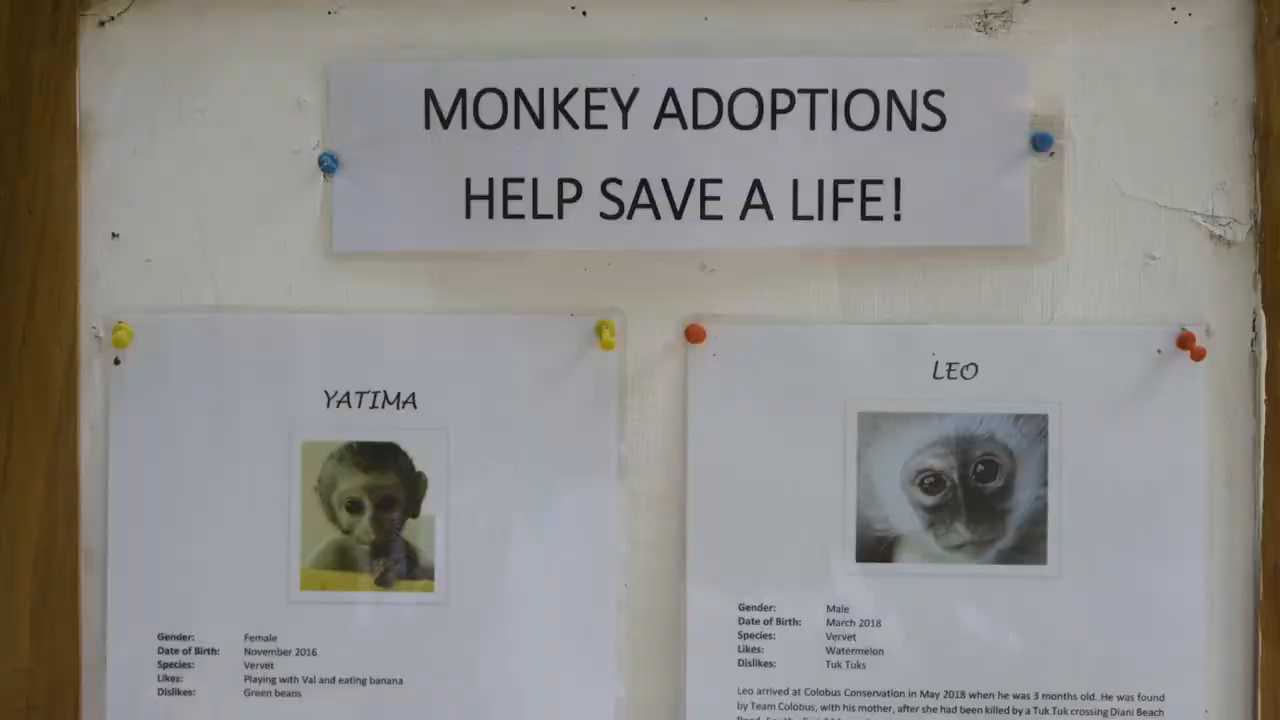 MONKEY ADOPTIONS
HELP SAVE A LIFE!
YATIMA
Gender: Female
Date of Birth: November 2016
Species: Vervet
Likes: Playing with Val and eating banana
Dislikes: Green beans
LEO
Gender: Male
Date of Birth: March 2018
Species: Vervet
Likes: Watermelon
Dislikes: Tuk Tuks
Leo arrived at Colobus Conservation in May 2018 when he was 3 months old. He was found
by Team Colobus, with his mother, after she had been killed by a Tuk Tuk crossing Diani Beach